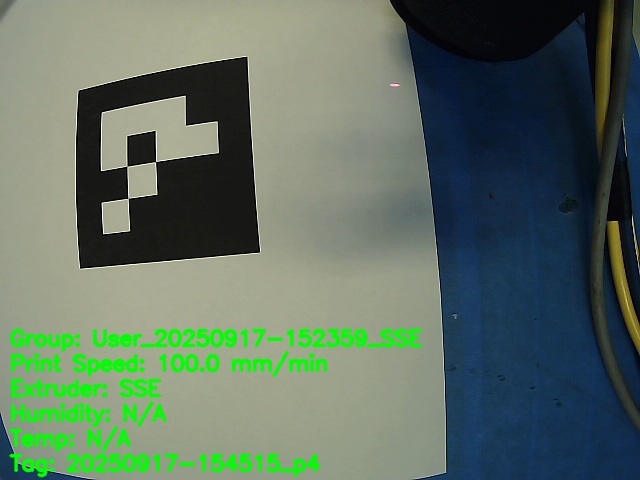 Group: User_20250917-152359_SSE
Print Speed: 100.0 mm/min
Extruder: SSE
Humidity: N/A
Temp: N/A
Tag: 20250917-154515_p4